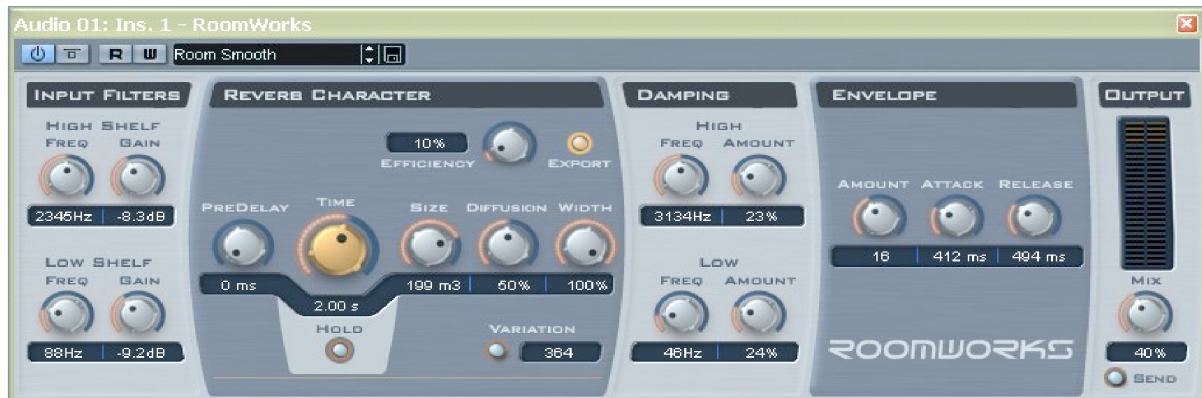 Audio 01: Ins. 1 - RoomWorks
R W Room Smooth
INPUT FILTERS
HIGH SHELF
FREQ GAIN
2345Hz -8.3dB
LOW SHELF
FREQ GAIN
88Hz -9.2dB
REVERB CHARACTER
10%
EFFICIENCY
EXPORT
PREDELAY TIME SIZE DIFFUSION WIDTH
0 ms 2.00 s 199 m3 50% 100%
HOLD
VARIATION
364
DAMPING
HIGH
FREQ AMOUNT
3134Hz 23%
LOW
FREQ AMOUNT
46Hz 24%
ENVELOPE
AMOUNT ATTACK RELEASE
16 412 ms 494 ms
ROOMWORKS
OUTPUT
MIX
40%
SEND